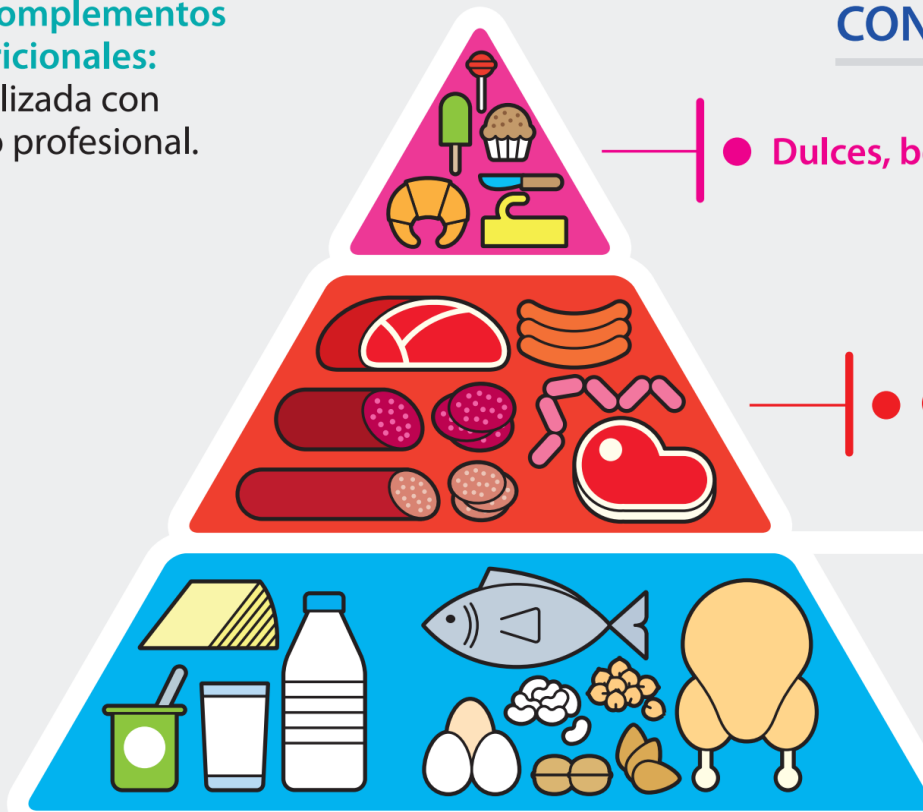 omplementos
ricionales:
lizada con
o profesional.
CON
Dulces, b